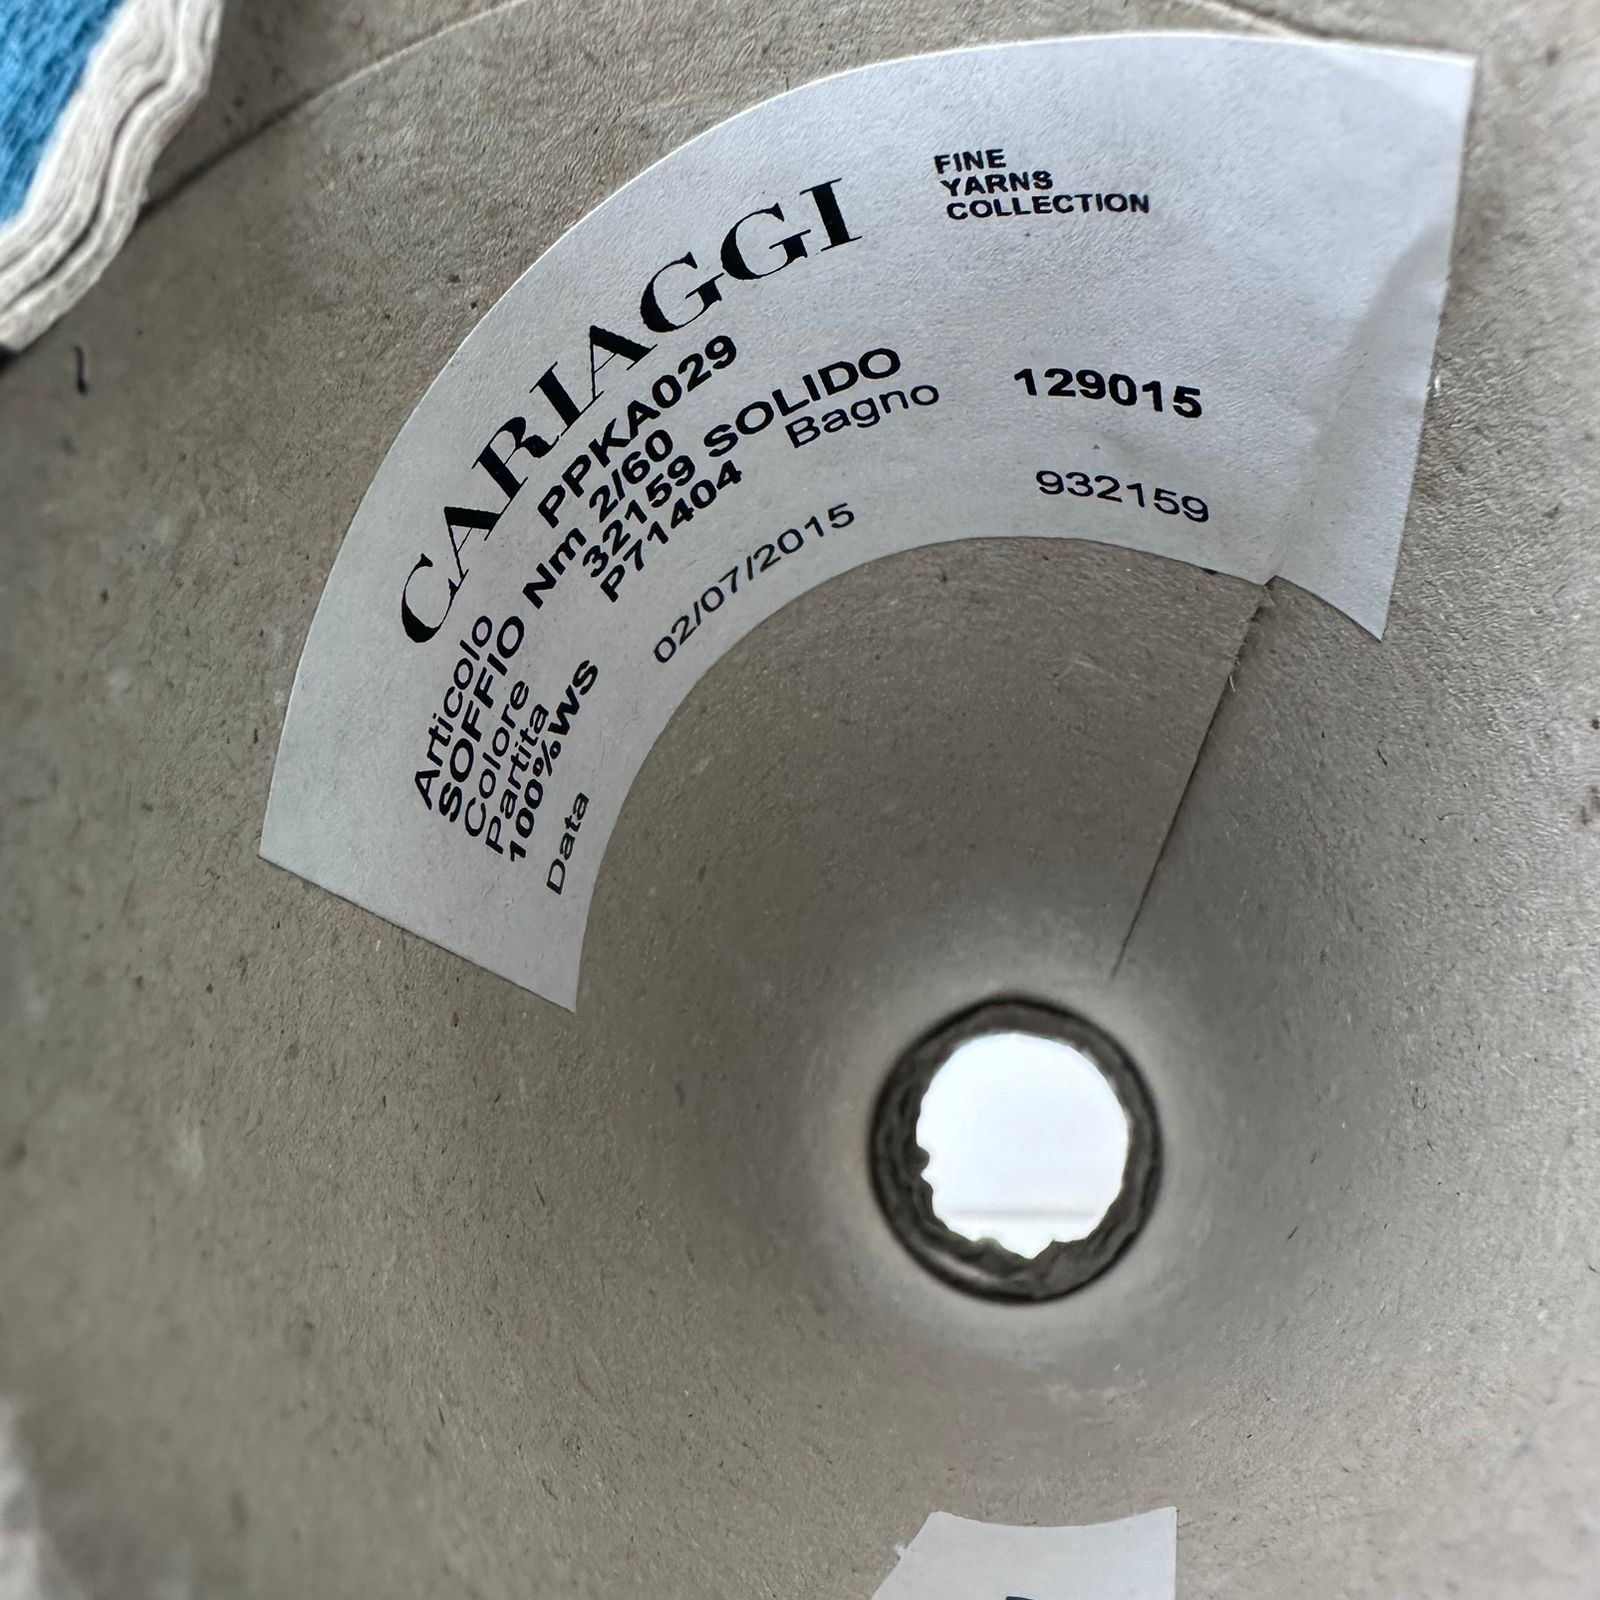 CARIAGGI
FINE
YARNS
COLLECTION
Articolo PPKA029
SOFFIO Nm 2/60
Colore 32159 SOLIDO
Partita P71404 Bagno 129015
100%WS
Data 02/07/2015 932159